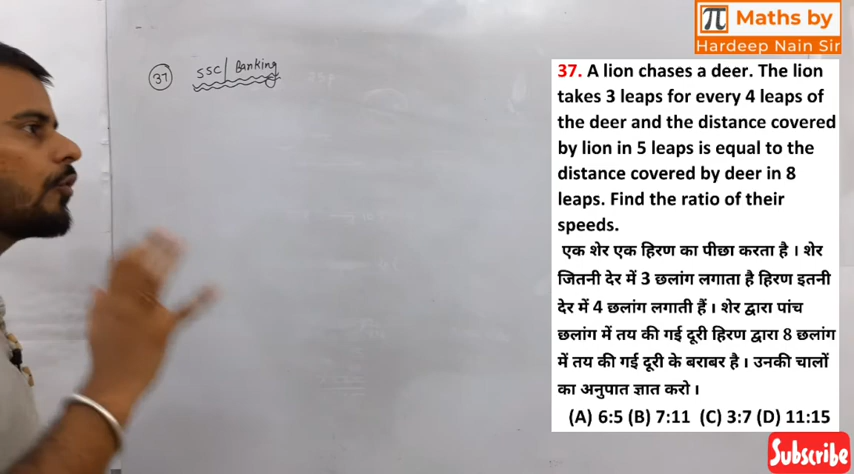 π Maths by
Hardeep Nain Sir
37 SSC/ Banking
37. A lion chases a deer. The lion
takes 3 leaps for every 4 leaps of
the deer and the distance covered
by lion in 5 leaps is equal to the
distance covered by deer in 8
leaps. Find the ratio of their
speeds.
एक शेर एक हिरण का पीछा करता है । शेर
जितनी देर में 3 छलांग लगाता है हिरण इतनी
देर में 4 छलांग लगाती हैं । शेर द्वारा पांच
छलांग में तय की गई दूरी हिरण द्वारा 8 छलांग
में तय की गई दूरी के बराबर है । उनकी चालों
का अनुपात ज्ञात करो ।
(A) 6:5 (B) 7:11 (C) 3:7 (D) 11:15
Subscribe